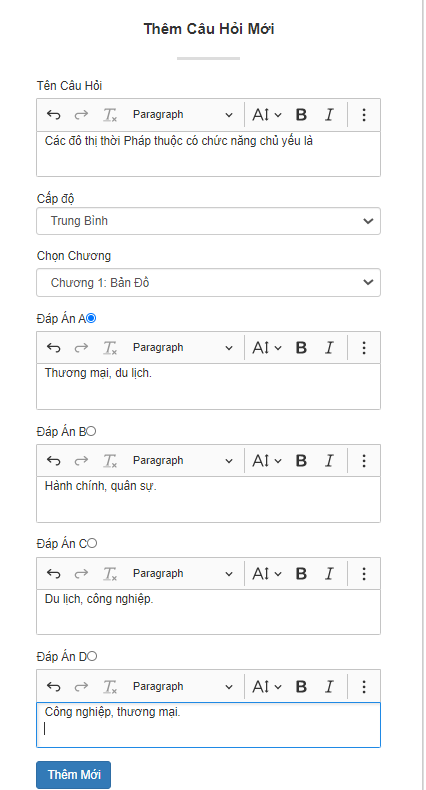 Thêm Câu Hỏi Mới
Tên Câu Hỏi
Paragraph
Các đô thị thời Pháp thuộc có chức năng chủ yếu là
Cấp độ
Trung Bình
Chọn Chương
Chương 1: Bản Đồ
Đáp Án A
Paragraph
Thương mại, du lịch.
Đáp Án B
Paragraph
Hành chính, quân sự.
Đáp Án C
Paragraph
Du lịch, công nghiệp.
Đáp Án D
Paragraph
Công nghiệp, thương mại.
Thêm Mới